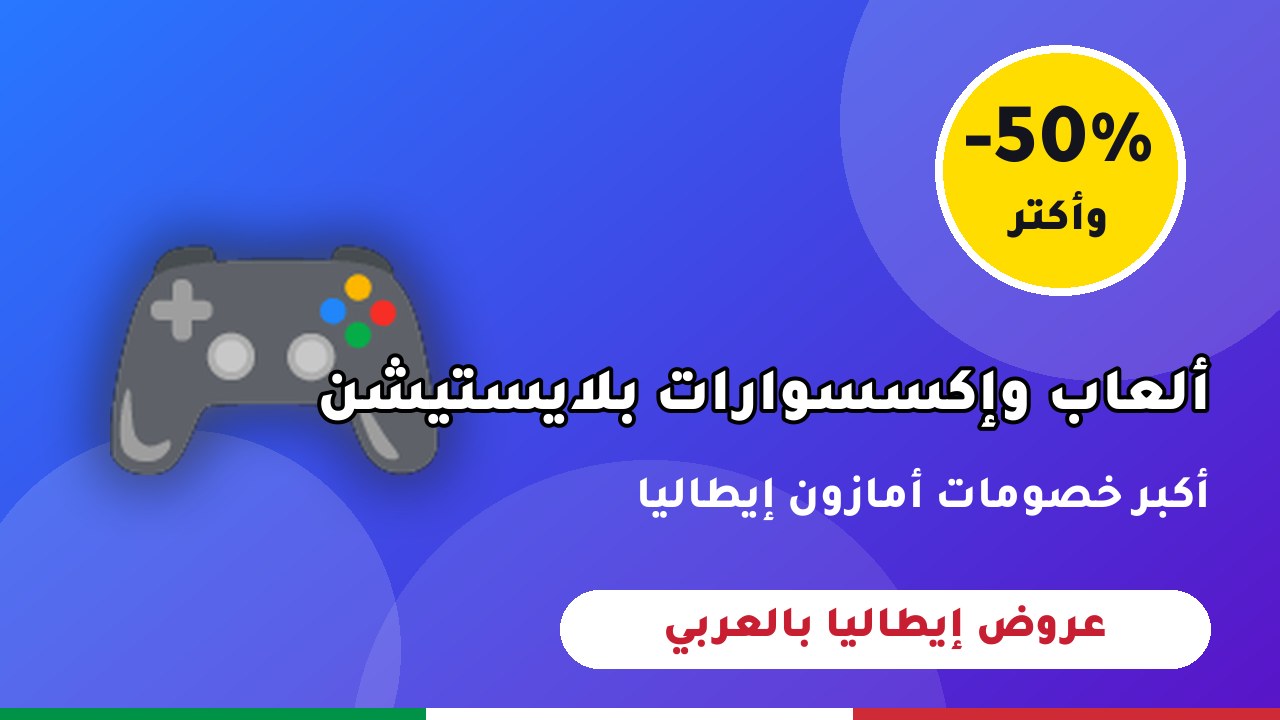 -50%
وأكتر
ألعاب وإكسسوارات بلايستيشن
أكبر خصومات أمازون إيطاليا
عروض إيطاليا بالعربي